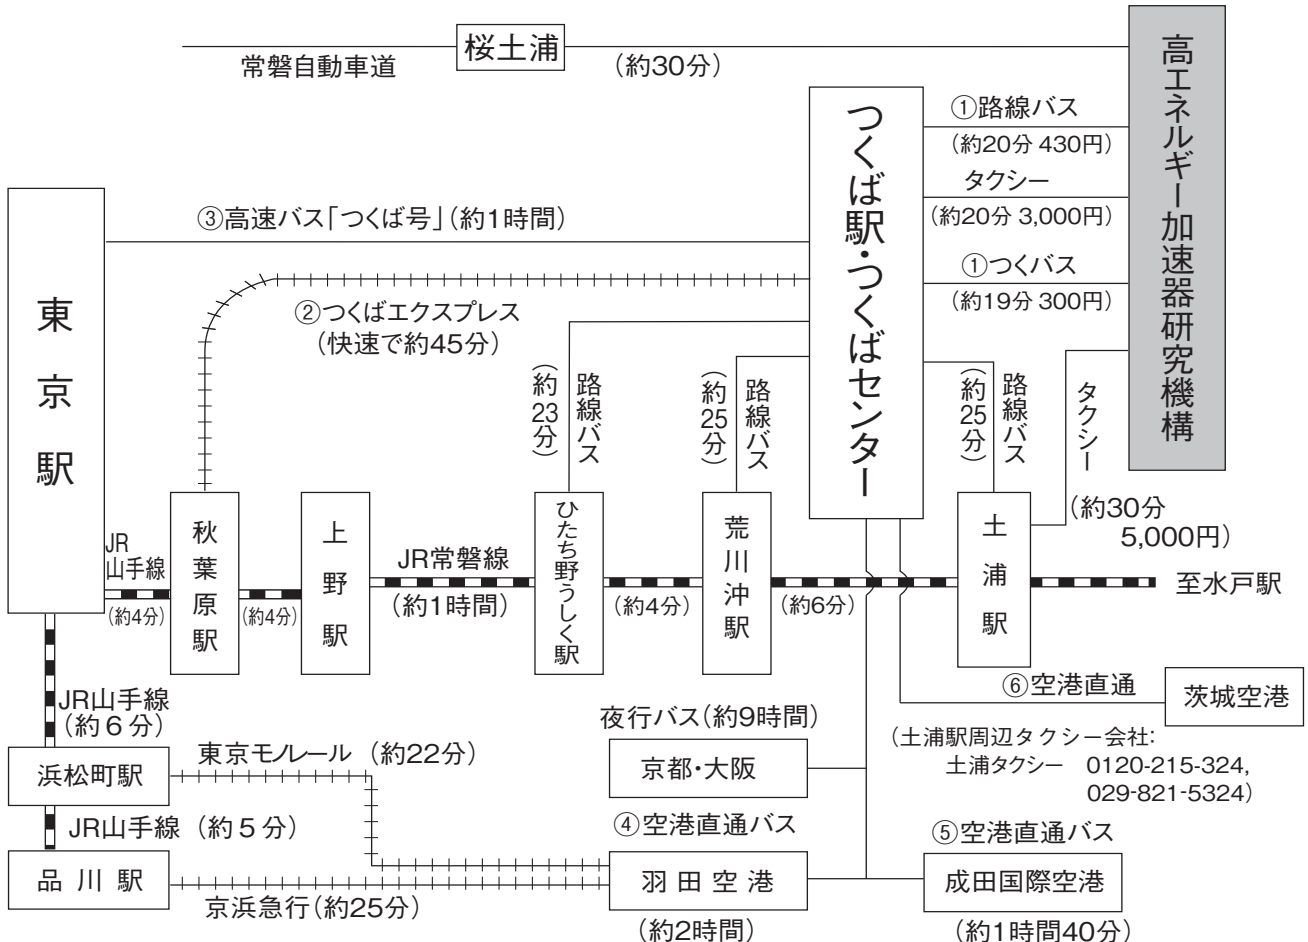 桜土浦
常磐自動車道
(約30分)
高エネルギー加速器研究機構
つくば駅・つくばセンター
①路線バス
(約20分 430円)
タクシー
(約20分 3,000円)
①つくバス
(約19分 300円)
東京駅
③高速バス「つくば号」(約1時間)
②つくばエクスプレス
(快速で約45分)
路線バス
(約23分)
路線バス
(約25分)
路線バス
(約25分)
タクシー
(約30分
5,000円)
JR
山手線
(約4分)
秋葉原駅
(約4分)
上野駅
JR常磐線
(約1時間)
ひたち野うしく駅
(約4分)
荒川沖駅
(約6分)
土浦駅
至水戸駅
JR山手線
(約6分)
浜松町駅
東京モノレール (約22分)
JR山手線 (約5分)
品川駅
京浜急行(約25分)
夜行バス(約9時間)
京都・大阪
④空港直通バス
羽田空港
(約2時間)
⑥空港直通
茨城空港
(土浦駅周辺タクシー会社:
土浦タクシー 0120-215-324,
029-821-5324)
⑤空港直通バス
成田国際空港
(約1時間40分)